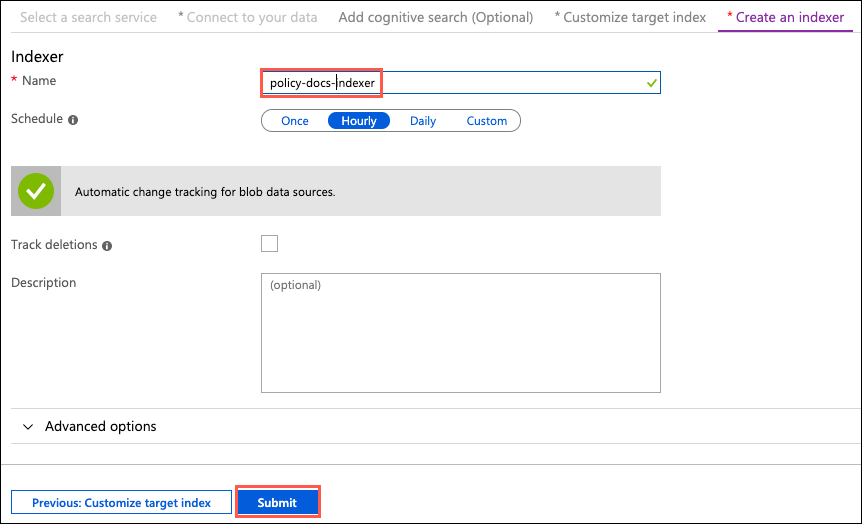 Select a search service * Connect to your data Add cognitive search (Optional) * Customize target index * Create an indexer
Indexer
* Name policy-docs-indexer
Schedule Once Hourly Daily Custom
Automatic change tracking for blob data sources.
Track deletions
Description (optional)
Advanced options
Previous: Customize target index Submit